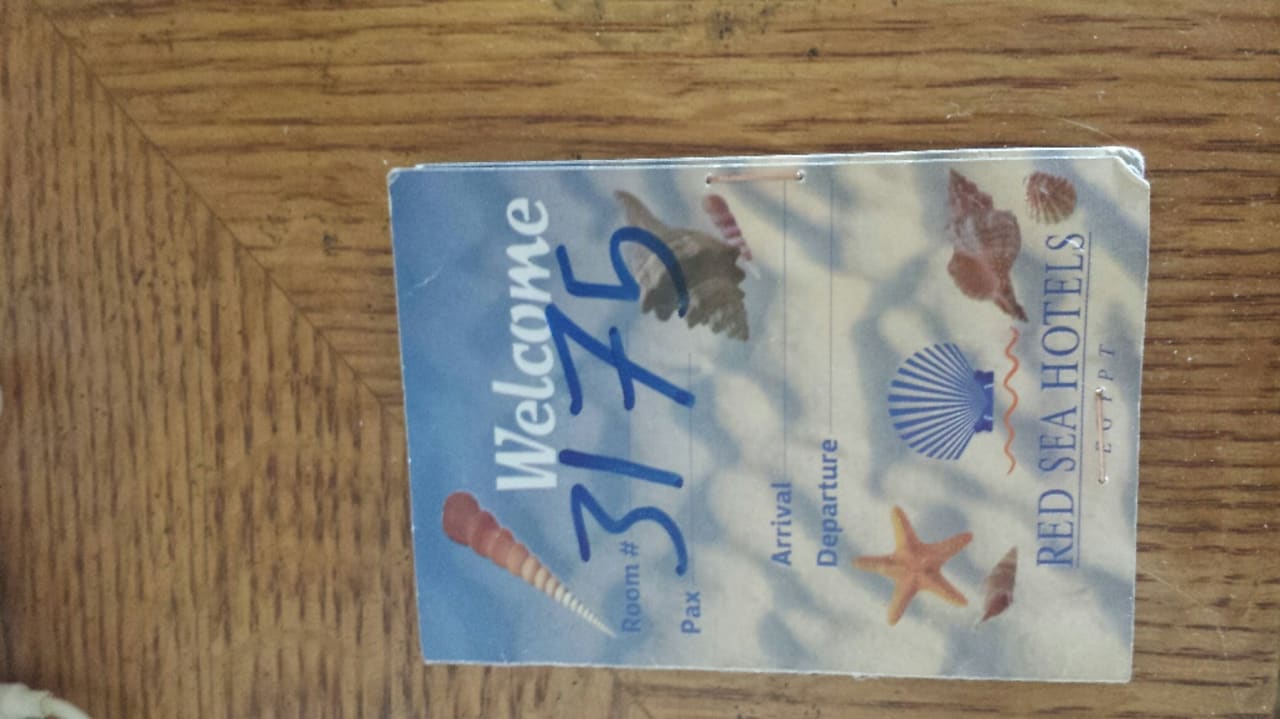 Welcome
Room # 3175
Pax
Arrival
Departure
RED SEA HOTELS
EGYPT